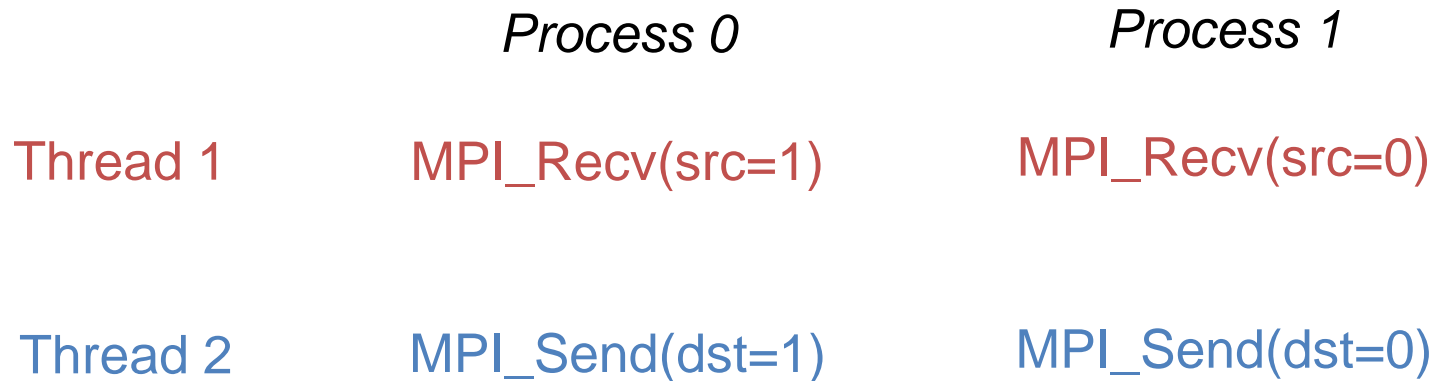 Process 0 Process 1
Thread 1 MPI_Recv(src=1) MPI_Recv(src=0)
Thread 2 MPI_Send(dst=1) MPI_Send(dst=0)